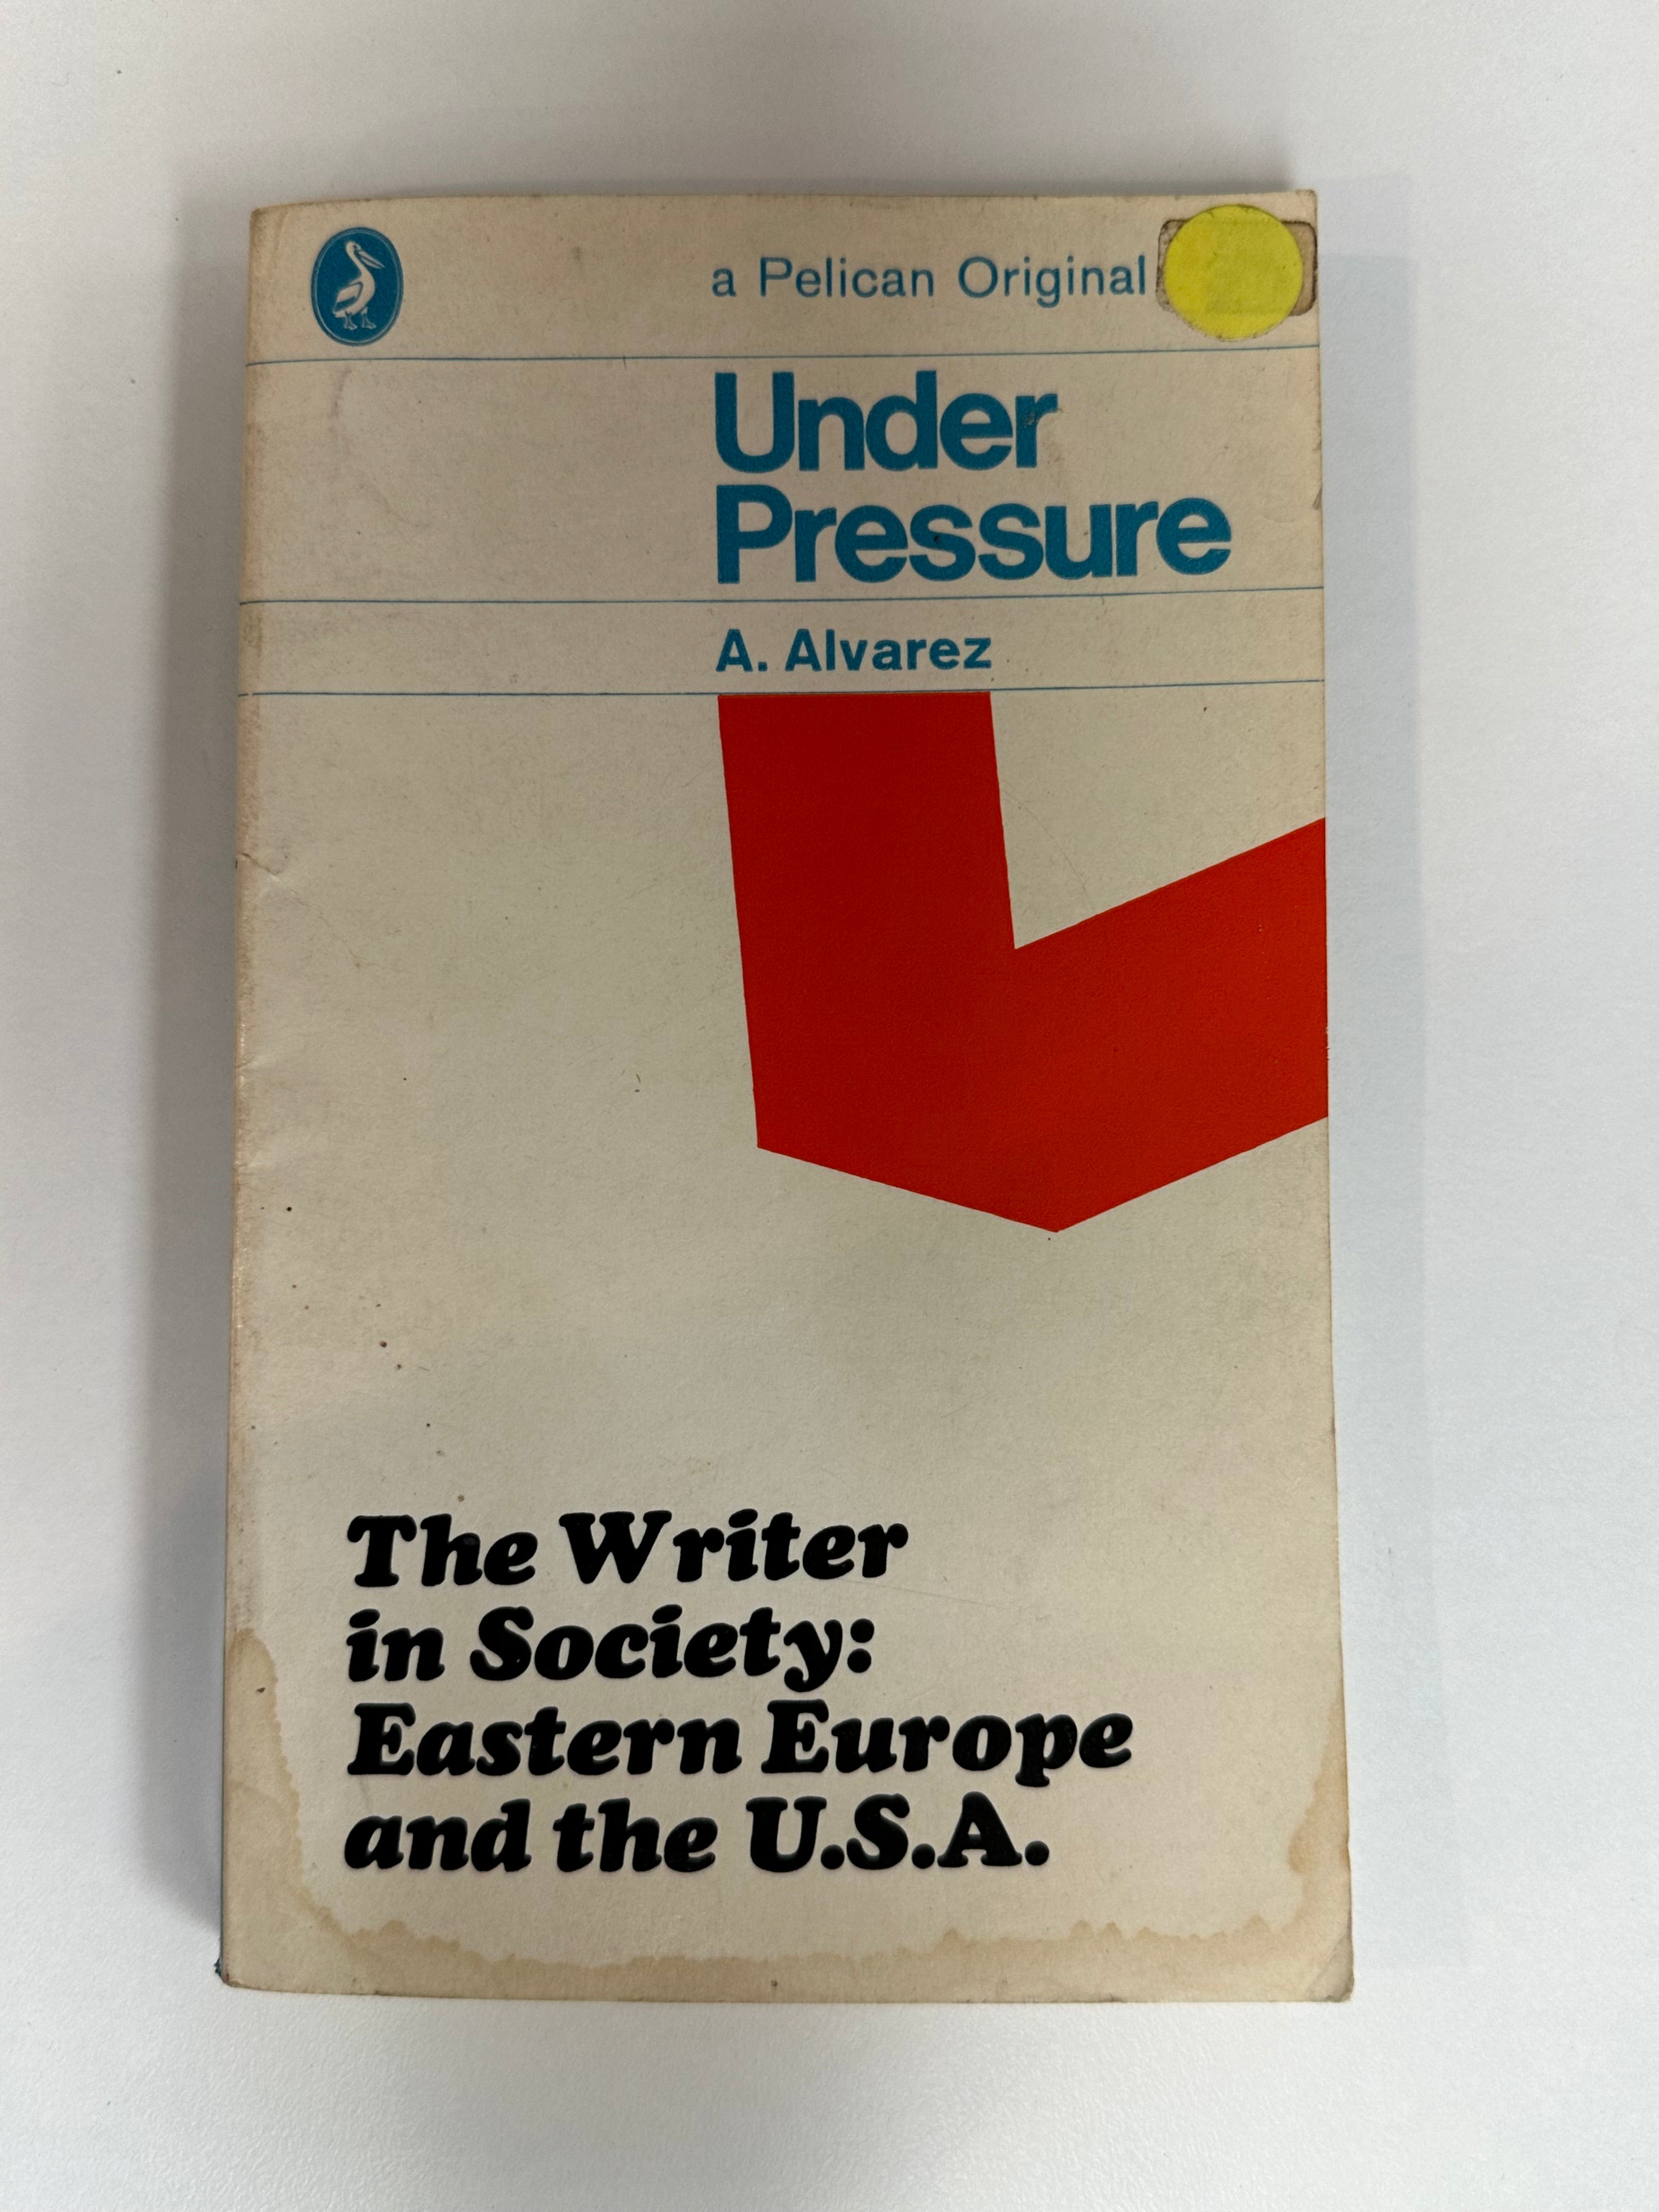 a Pelican Original
Under
Pressure
A. Alvarez
The Writer
in Society:
Eastern Europe
and the U.S.A.